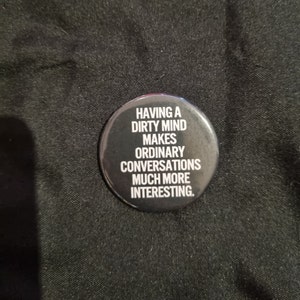 HAVING A
DIRTY MIND
MAKES
ORDINARY
CONVERSATIONS
MUCH MORE
INTERESTING.